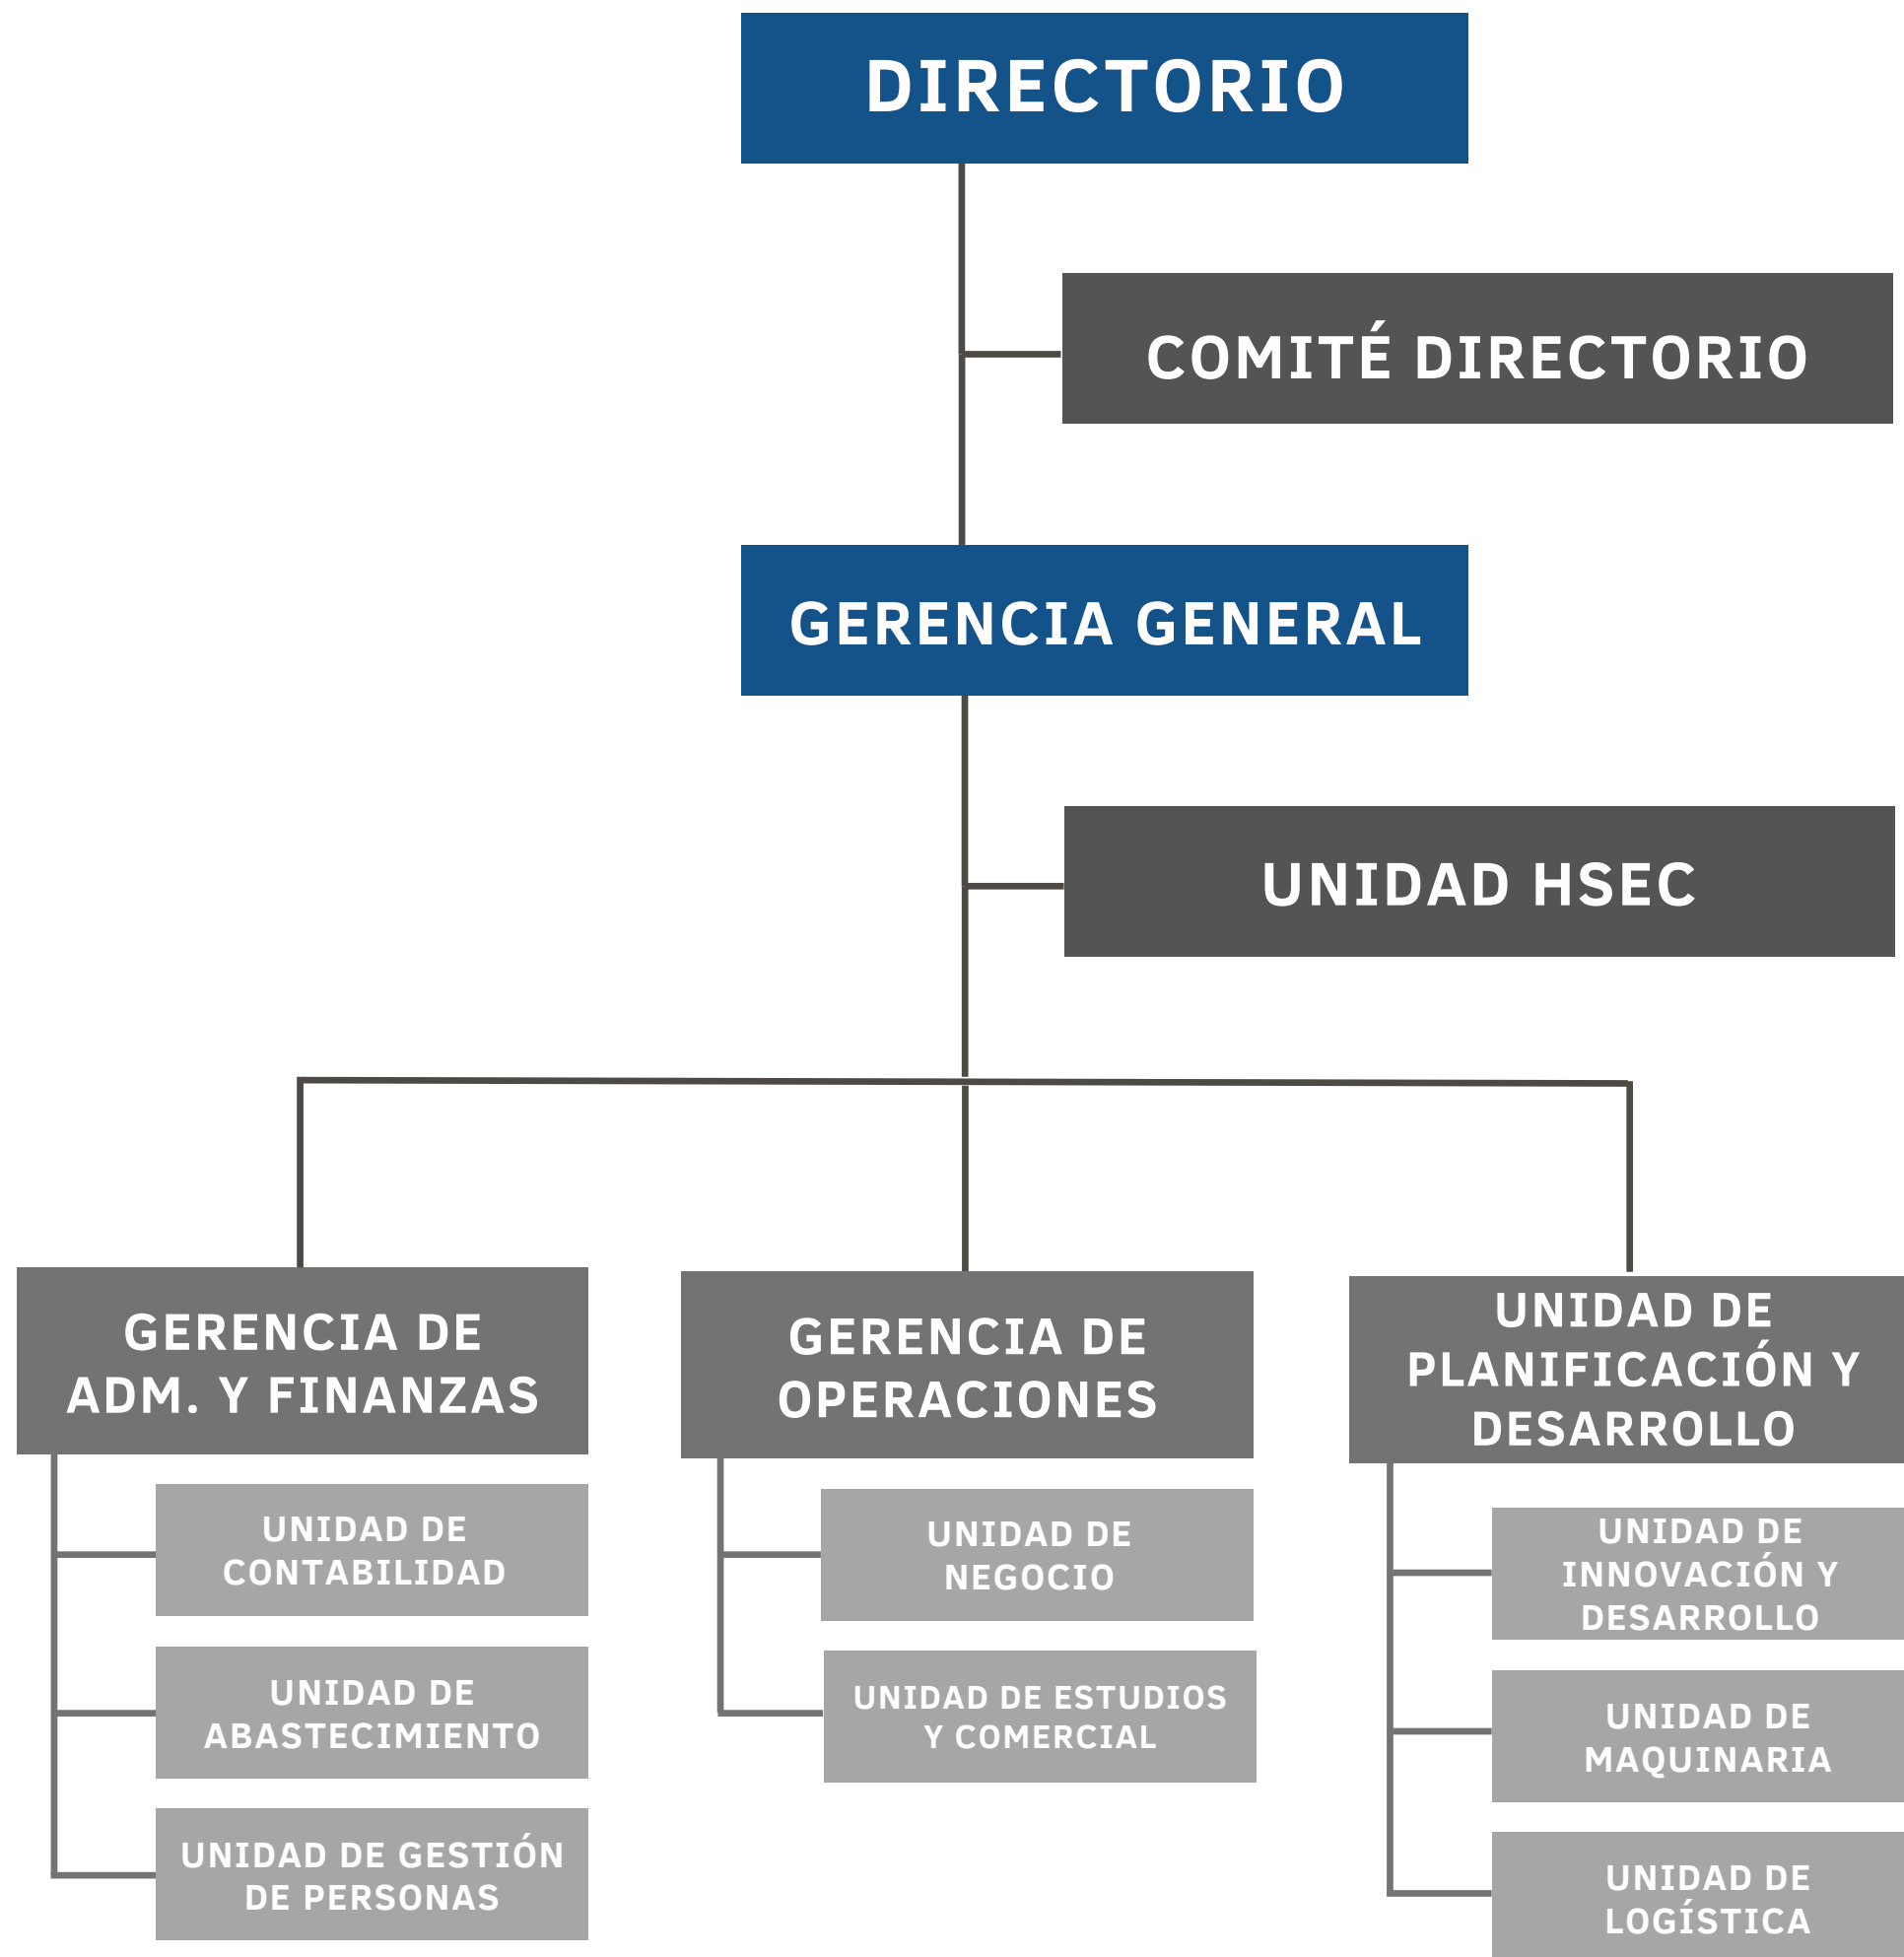 DIRECTORIO
COMITÉ DIRECTORIO
GERENCIA GENERAL
UNIDAD HSEC
GERENCIA DE
ADM. Y FINANZAS
UNIDAD DE
CONTABILIDAD
UNIDAD DE
ABASTECIMIENTO
UNIDAD DE GESTIÓN
DE PERSONAS
GERENCIA DE
OPERACIONES
UNIDAD DE
NEGOCIO
UNIDAD DE ESTUDIOS
Y COMERCIAL
UNIDAD DE
PLANIFICACIÓN Y
DESARROLLO
UNIDAD DE
INNOVACIÓN Y
DESARROLLO
UNIDAD DE
MAQUINARIA
UNIDAD DE
LOGÍSTICA